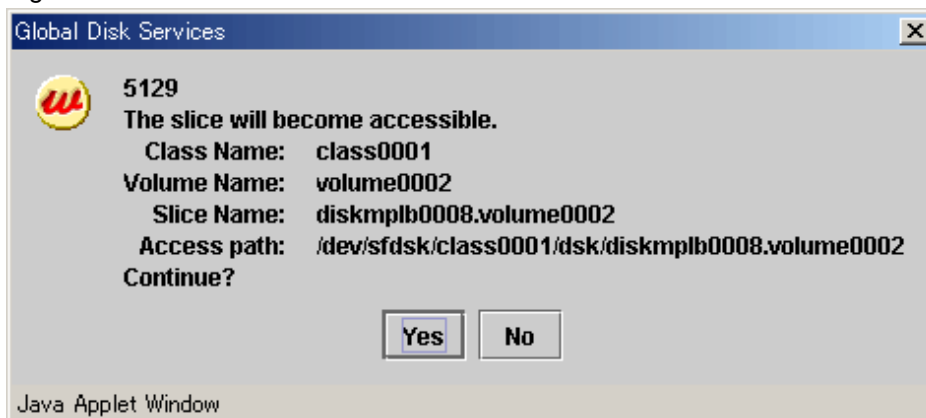 Global Disk Services
5129
The slice will become accessible.
Class Name: class0001
Volume Name: volume0002
Slice Name: diskmplb0008.volume0002
Access path: /dev/sfdsk/class0001/dsk/diskmplb0008.volume0002
Continue?
Yes No
Java Applet Window